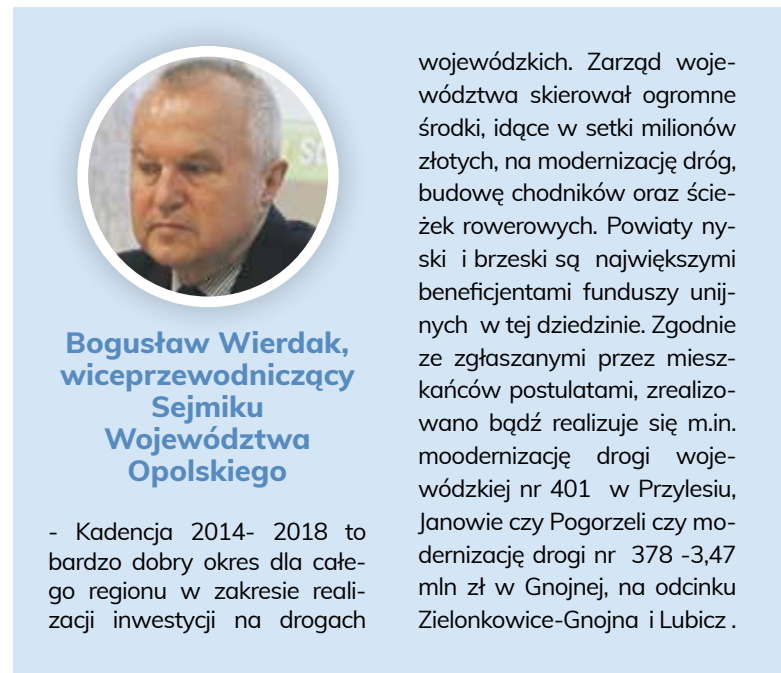 Bogusław Wierdak,
wiceprzewodniczący
Sejmiku
Województwa
Opolskiego
- Kadencja 2014- 2018 to
bardzo dobry okres dla całe-
go regionu w zakresie reali-
zacji inwestycji na drogach
wojewódzkich. Zarząd woje-
wództwa skierował ogromne
środki, idące w setki milionów
złotych, na modernizację dróg,
budowę chodników oraz ście-
żek rowerowych. Powiaty ny-
ski i brzeski są największymi
beneficjentami funduszy unij-
nych w tej dziedzinie. Zgodnie
ze zgłaszanymi przez miesz-
kańców postulatami, zrealizo-
wano bądź realizuje się m.in.
moodernizację drogi woje-
wódzkiej nr 401 w Przylesiu,
Janowie czy Pogorzeli czy mo-
dernizację drogi nr 378 -3,47
mln zł w Gnojnej, na odcinku
Zielonkowice-Gnojna i Lubicz .